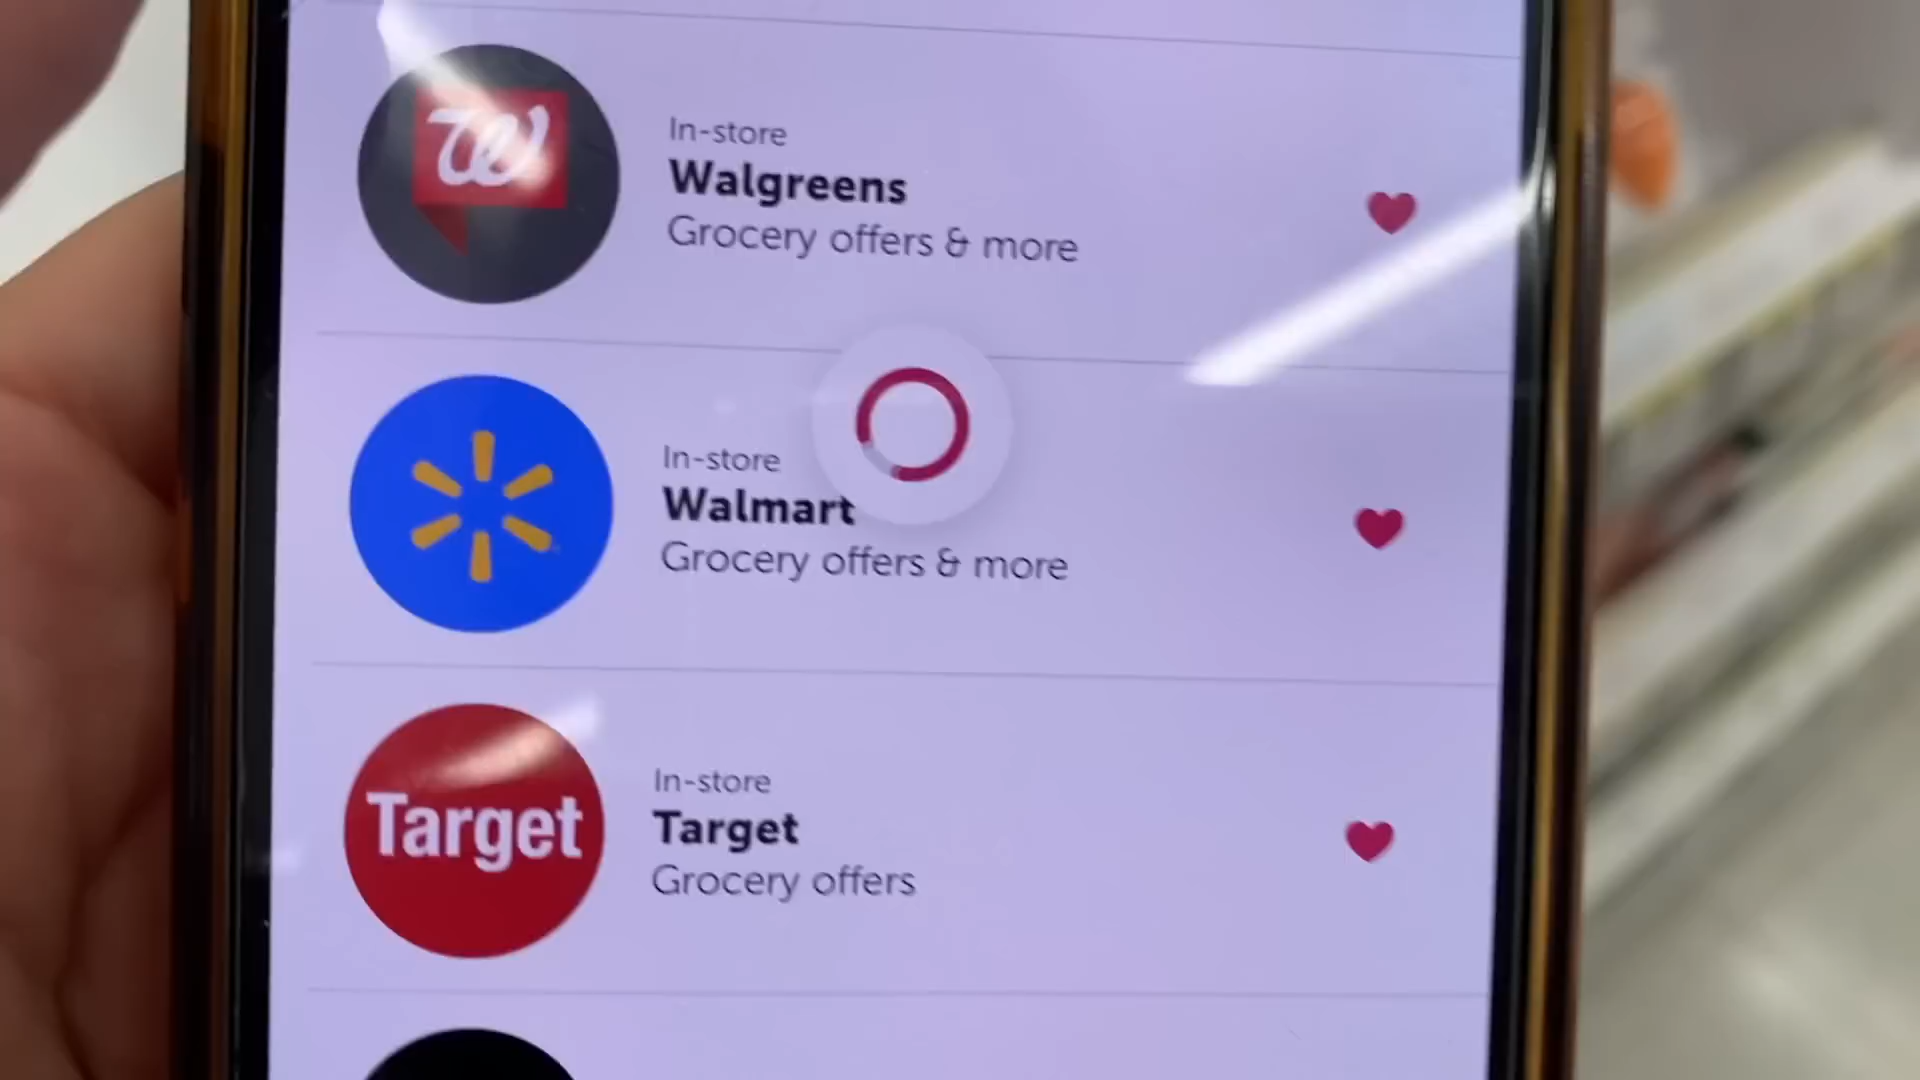 W
In-store
Walgreens
Grocery offers & more
In-store
Walmart
Grocery offers & more
Target
In-store
Target
Grocery offers